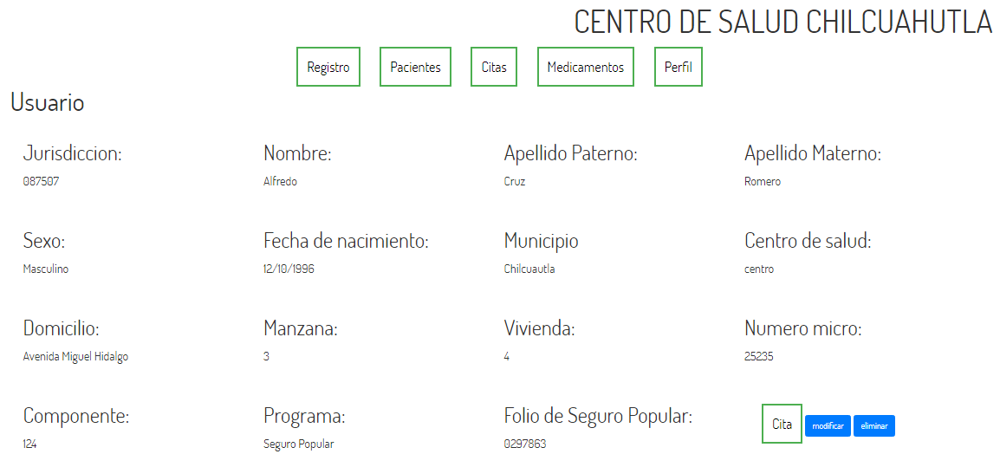 CENTRO DE SALUD CHILCUAHUTLA
Registro Pacientes Citas Medicamentos Perfil
Usuario
Jurisdiccion: Nombre: Apellido Paterno: Apellido Materno:
087507 Alfredo Cruz Romero
Sexo: Fecha de nacimiento: Municipio Centro de salud:
Masculino 12/10/1996 Chilcuautla centro
Domicilio: Manzana: Vivienda: Numero micro:
Avenida Miguel Hidalgo 3 4 25235
Componente: Programa: Folio de Seguro Popular: Cita modificar eliminar
124 Seguro Popular 0297863